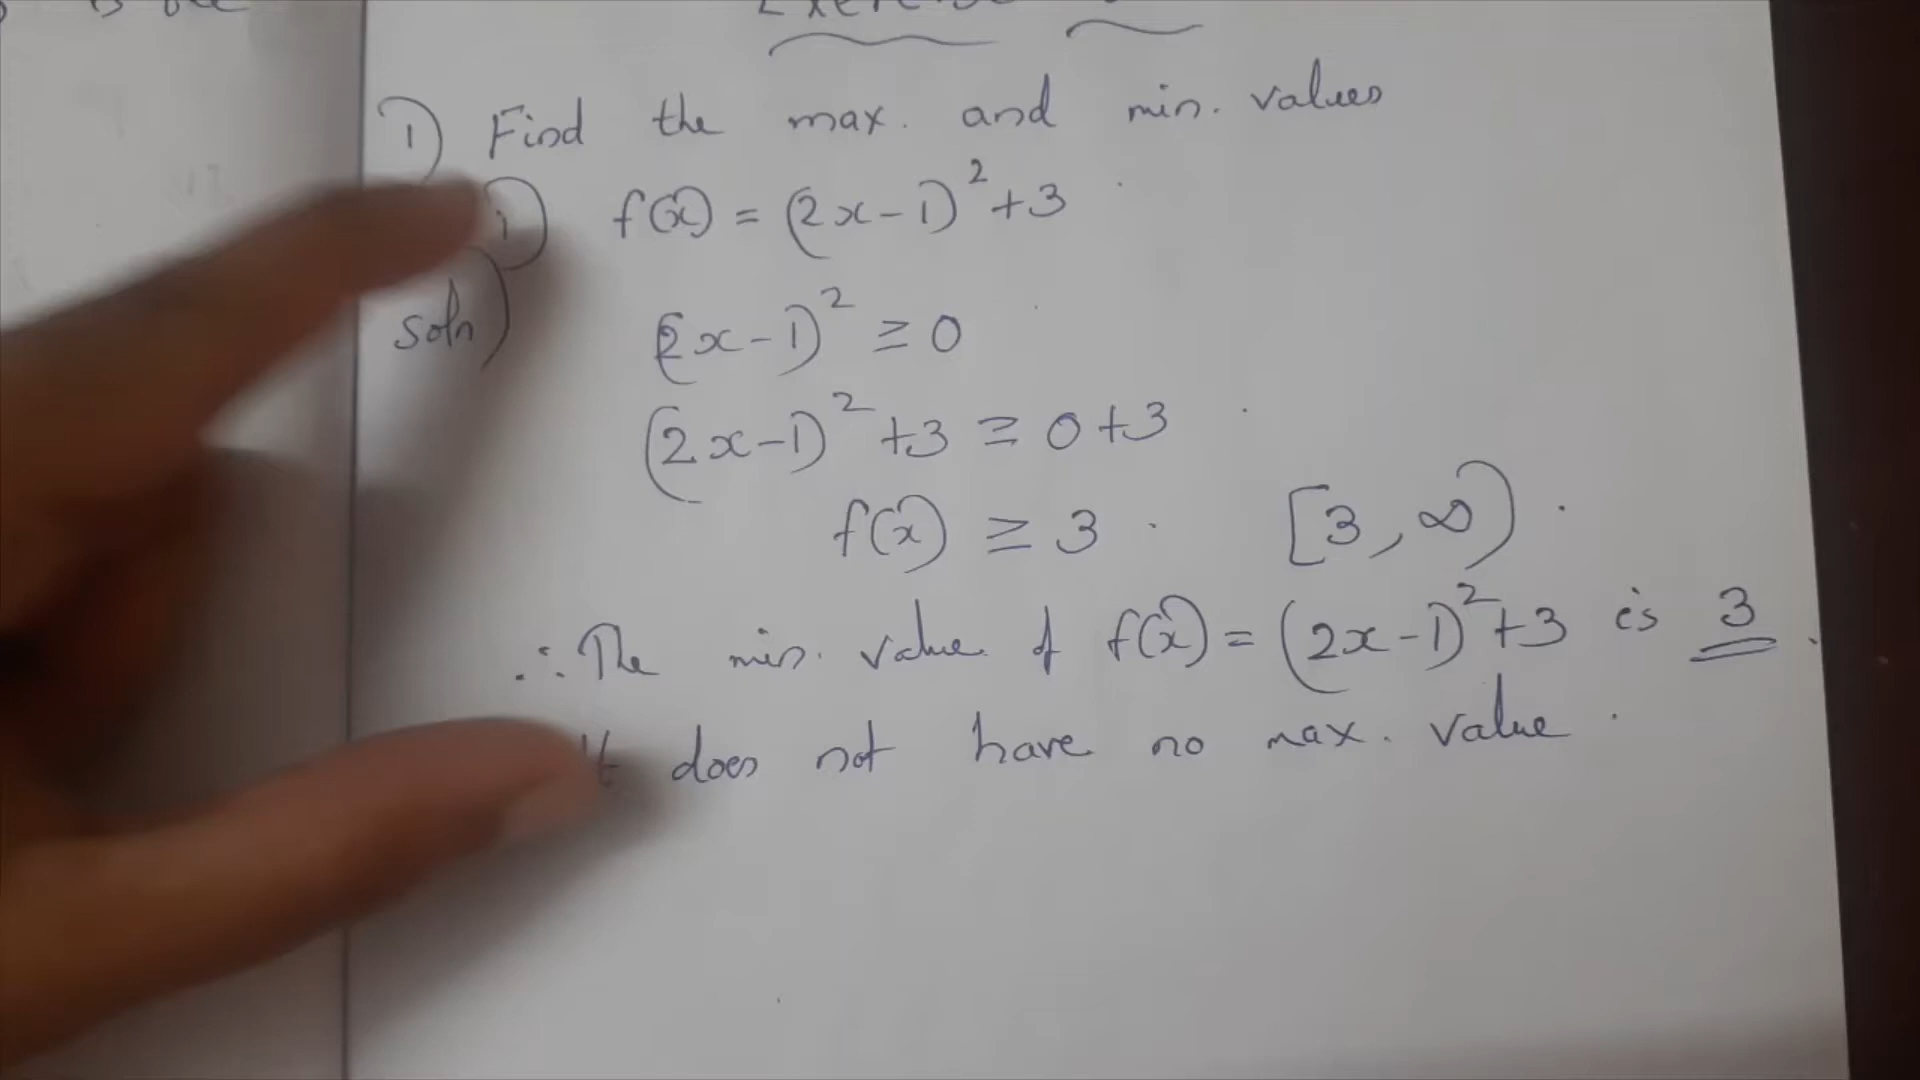 Exercise
1) Find the max. and min. values
i) f(x) = (2x-1)² +3
soln)
(2x-1)² ≥ 0
(2x-1)² +3 ≥ 0+3
f(x) ≥ 3 . [3, ∞) .
∴ The min. value of f(x) = (2x-1)² +3 is 3 .
It does not have no max. value .